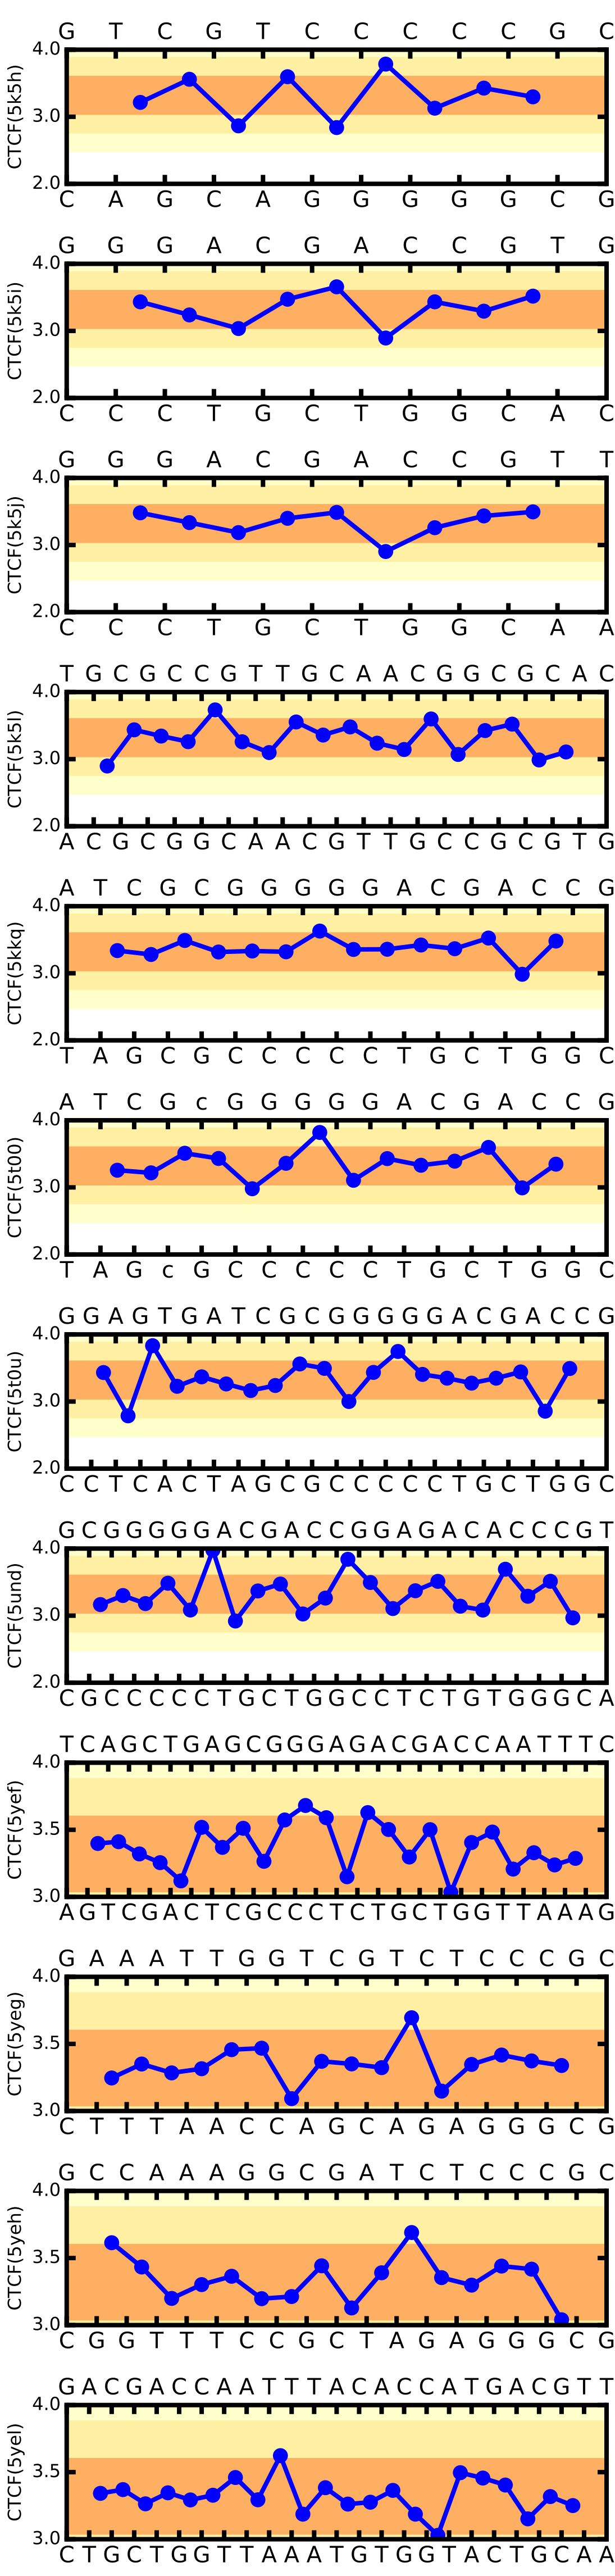 G T C G T C C C C C G C
4.0
CTCF(5k5h)
3.0
2.0
C A G C A G G G G G C G
G G G A C G A C C G T G
4.0
CTCF(5k5i)
3.0
2.0
C C C T G C T G G C A C
G G G A C G A C C G T T
4.0
CTCF(5k5j)
3.0
2.0
C C C T G C T G G C A A
T G C G C C G T T G C A A C G G C G C A C
4.0
CTCF(5k5l)
3.0
2.0
A C G C G G C A A C G T T G C C G C G T G
A T C G C G G G G G A C G A C C G
4.0
CTCF(5kkq)
3.0
2.0
T A G C G C C C C C T G C T G G C
A T C G c G G G G G A C G A C C G
4.0
CTCF(5t00)
3.0
2.0
T A G c G C C C C C T G C T G G C
G G A G T G A T C G C G G G G G A C G A C C G
4.0
CTCF(5t0u)
3.0
2.0
C C T C A C T A G C G C C C C C T G C T G G C
G C G G G G G A C G A C C G G A G A C A C C C G T
4.0
CTCF(5und)
3.0
2.0
C G C C C C C T G C T G G C C T C T G T G G G C A
T C A G C T G A G C G G G A G A C G A C C A A T T T C
4.0
CTCF(5yef)
3.5
3.0
A G T C G A C T C G C C C T C T G C T G G T T A A A G
G A A A T T G G T C G T C T C C C G C
4.0
CTCF(5yeg)
3.5
3.0
C T T T A A C C A G C A G A G G G C G
G C C A A A G G C G A T C T C C C G C
4.0
CTCF(5yeh)
3.5
3.0
C G G T T T C C G C T A G A G G G C G
G A C G A C C A A T T T A C A C C A T G A C G T T
4.0
CTCF(5yel)
3.5
3.0
C T G C T G G T T A A A T G T G G T A C T G C A A